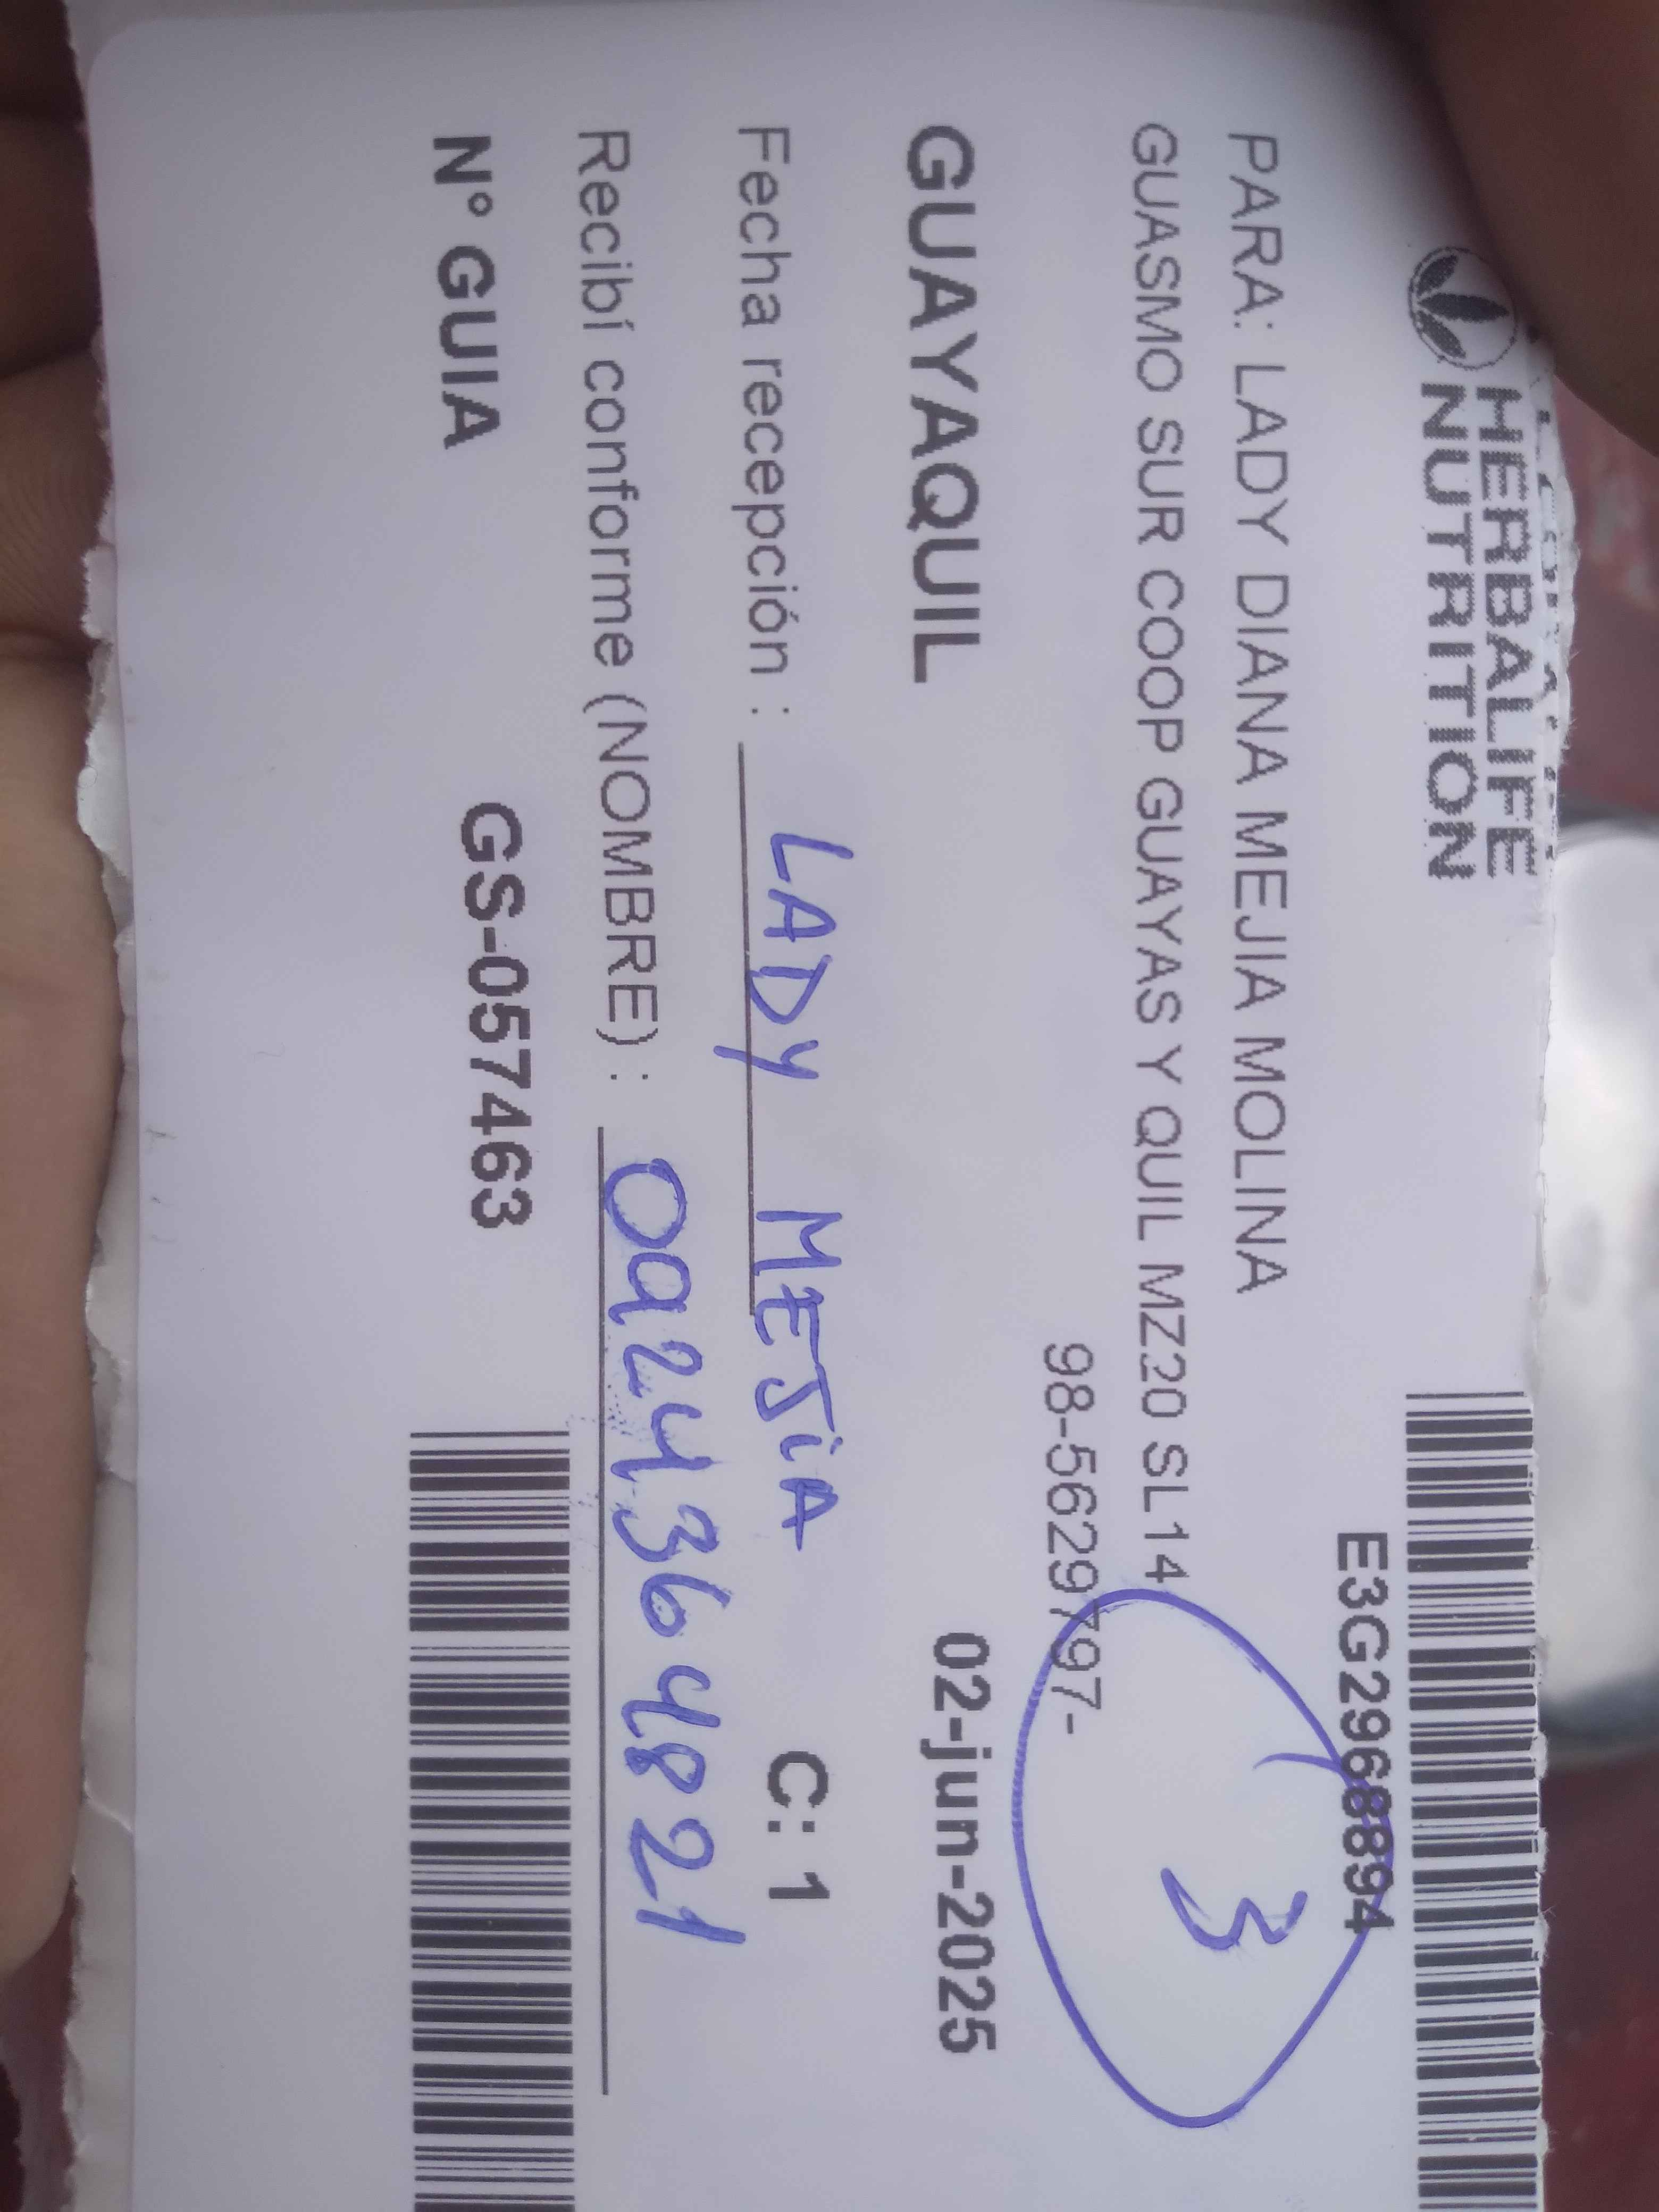 HERBALIFE
NUTRITION
E3G2968894
PARA: LADY DIANA MEJIA MOLINA
GUASMO SUR COOP GUAYAS Y QUIL MZ20 SL14
98-5629797-
3
GUAYAQUIL 02-jun-2025
Fecha recepción : LADY MEJIA C: 1
Recibí conforme (NOMBRE) : 0924364821
N° GUIA GS-057463